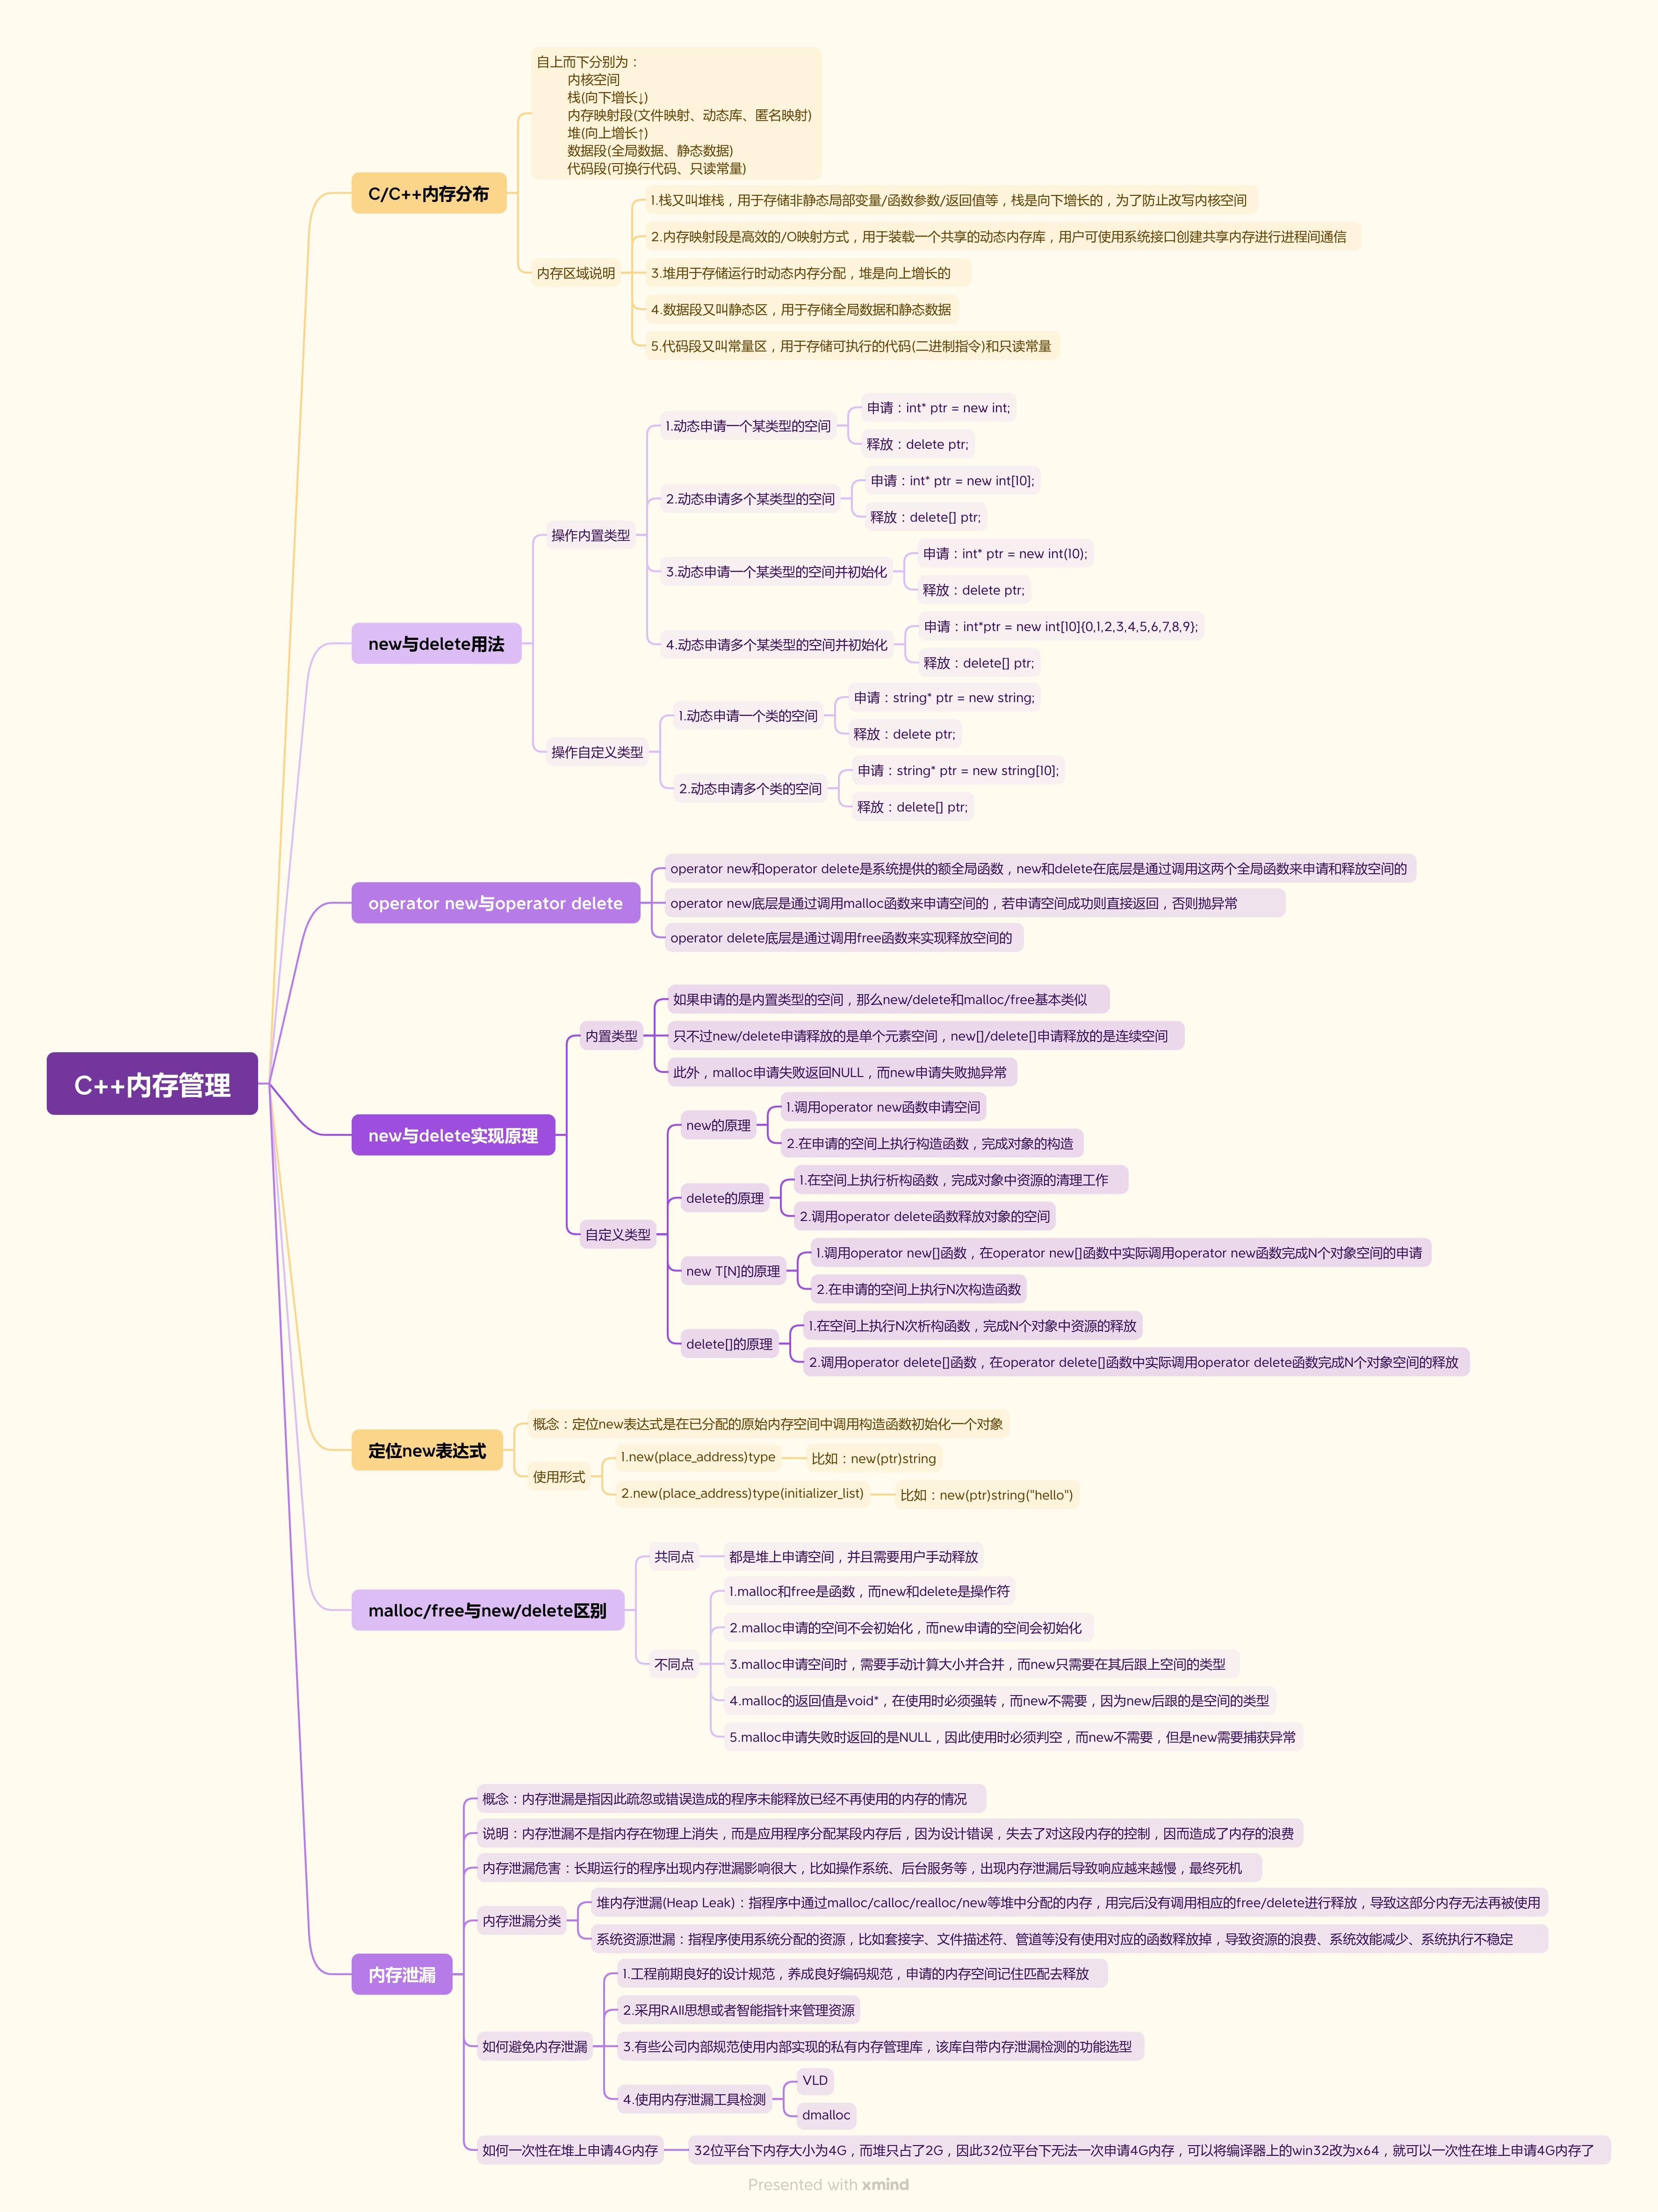 自上而下分别为：
内核空间
栈(向下增长↓)
内存映射段(文件映射、动态库、匿名映射)
堆(向上增长↑)
数据段(全局数据、静态数据)
代码段(可换行代码、只读常量)
C/C++内存分布
1.栈又叫堆栈，用于存储非静态局部变量/函数参数/返回值等，栈是向下增长的，为了防止改写内核空间
2.内存映射段是高效的/O映射方式，用于装载一个共享的动态内存库，用户可使用系统接口创建共享内存进行进程间通信
内存区域说明
3.堆用于存储运行时动态内存分配，堆是向上增长的
4.数据段又叫静态区，用于存储全局数据和静态数据
5.代码段又叫常量区，用于存储可执行的代码(二进制指令)和只读常量
new与delete用法
操作内置类型
1.动态申请一个某类型的空间
申请：int* ptr = new int;
释放：delete ptr;
2.动态申请多个某类型的空间
申请：int* ptr = new int[10];
释放：delete[] ptr;
3.动态申请一个某类型的空间并初始化
申请：int* ptr = new int(10);
释放：delete ptr;
4.动态申请多个某类型的空间并初始化
申请：int*ptr = new int[10]{0,1,2,3,4,5,6,7,8,9};
释放：delete[] ptr;
操作自定义类型
1.动态申请一个类的空间
申请：string* ptr = new string;
释放：delete ptr;
2.动态申请多个类的空间
申请：string* ptr = new string[10];
释放：delete[] ptr;
operator new与operator delete
operator new和operator delete是系统提供的额全局函数，new和delete在底层是通过调用这两个全局函数来申请和释放空间的
operator new底层是通过调用malloc函数来申请空间的，若申请空间成功则直接返回，否则抛异常
operator delete底层是通过调用free函数来实现释放空间的
C++内存管理
new与delete实现原理
内置类型
如果申请的是内置类型的空间，那么new/delete和malloc/free基本类似
只不过new/delete申请释放的是单个元素空间，new[]/delete[]申请释放的是连续空间
此外，malloc申请失败返回NULL，而new申请失败抛异常
自定义类型
new的原理
1.调用operator new函数申请空间
2.在申请的空间上执行构造函数，完成对象的构造
delete的原理
1.在空间上执行析构函数，完成对象中资源的清理工作
2.调用operator delete函数释放对象的空间
new T[N]的原理
1.调用operator new[]函数，在operator new[]函数中实际调用operator new函数完成N个对象空间的申请
2.在申请的空间上执行N次构造函数
delete[]的原理
1.在空间上执行N次析构函数，完成N个对象中资源的释放
2.调用operator delete[]函数，在operator delete[]函数中实际调用operator delete函数完成N个对象空间的释放
定位new表达式
概念：定位new表达式是在已分配的原始内存空间中调用构造函数初始化一个对象
使用形式
1.new(place_address)type
比如：new(ptr)string
2.new(place_address)type(initializer_list)
比如：new(ptr)string("hello")
malloc/free与new/delete区别
共同点
都是堆上申请空间，并且需要用户手动释放
不同点
1.malloc和free是函数，而new和delete是操作符
2.malloc申请的空间不会初始化，而new申请的空间会初始化
3.malloc申请空间时，需要手动计算大小并合并，而new只需要在其后跟上空间的类型
4.malloc的返回值是void*，在使用时必须强转，而new不需要，因为new后跟的是空间的类型
5.malloc申请失败时返回的是NULL，因此使用时必须判空，而new不需要，但是new需要捕获异常
内存泄漏
概念：内存泄漏是指因此疏忽或错误造成的程序未能释放已经不再使用的内存的情况
说明：内存泄漏不是指内存在物理上消失，而是应用程序分配某段内存后，因为设计错误，失去了对这段内存的控制，因而造成了内存的浪费
内存泄漏危害：长期运行的程序出现内存泄漏影响很大，比如操作系统、后台服务等，出现内存泄漏后导致响应越来越慢，最终死机
内存泄漏分类
堆内存泄漏(Heap Leak)：指程序中通过malloc/calloc/realloc/new等堆中分配的内存，用完后没有调用相应的free/delete进行释放，导致这部分内存无法再被使用
系统资源泄漏：指程序使用系统分配的资源，比如套接字、文件描述符、管道等没有使用对应的函数释放掉，导致资源的浪费、系统效能减少、系统执行不稳定
如何避免内存泄漏
1.工程前期良好的设计规范，养成良好编码规范，申请的内存空间记住匹配去释放
2.采用RAII思想或者智能指针来管理资源
3.有些公司内部规范使用内部实现的私有内存管理库，该库自带内存泄漏检测的功能选型
4.使用内存泄漏工具检测
VLD
dmalloc
如何一次性在堆上申请4G内存
32位平台下内存大小为4G，而堆只占了2G，因此32位平台下无法一次申请4G内存，可以将编译器上的win32改为x64，就可以一次性在堆上申请4G内存了
Presented with xmind